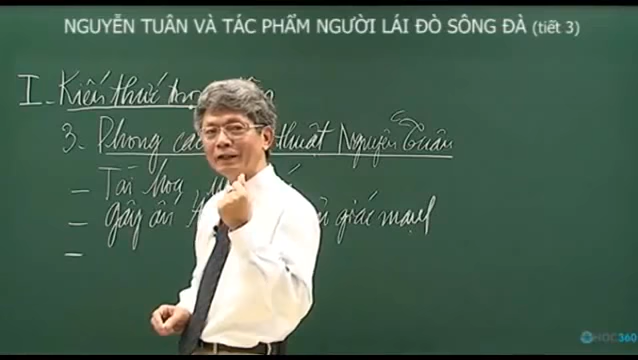 NGUYỄN TUÂN VÀ TÁC PHẨM NGƯỜI LÁI ĐÒ SÔNG ĐÀ (tiết 3)
I - Kiến thức
3. Phong thuật Nguyễn Tuân
- Tài hoa,
- gây ấn giác mạnh
-
HOC360